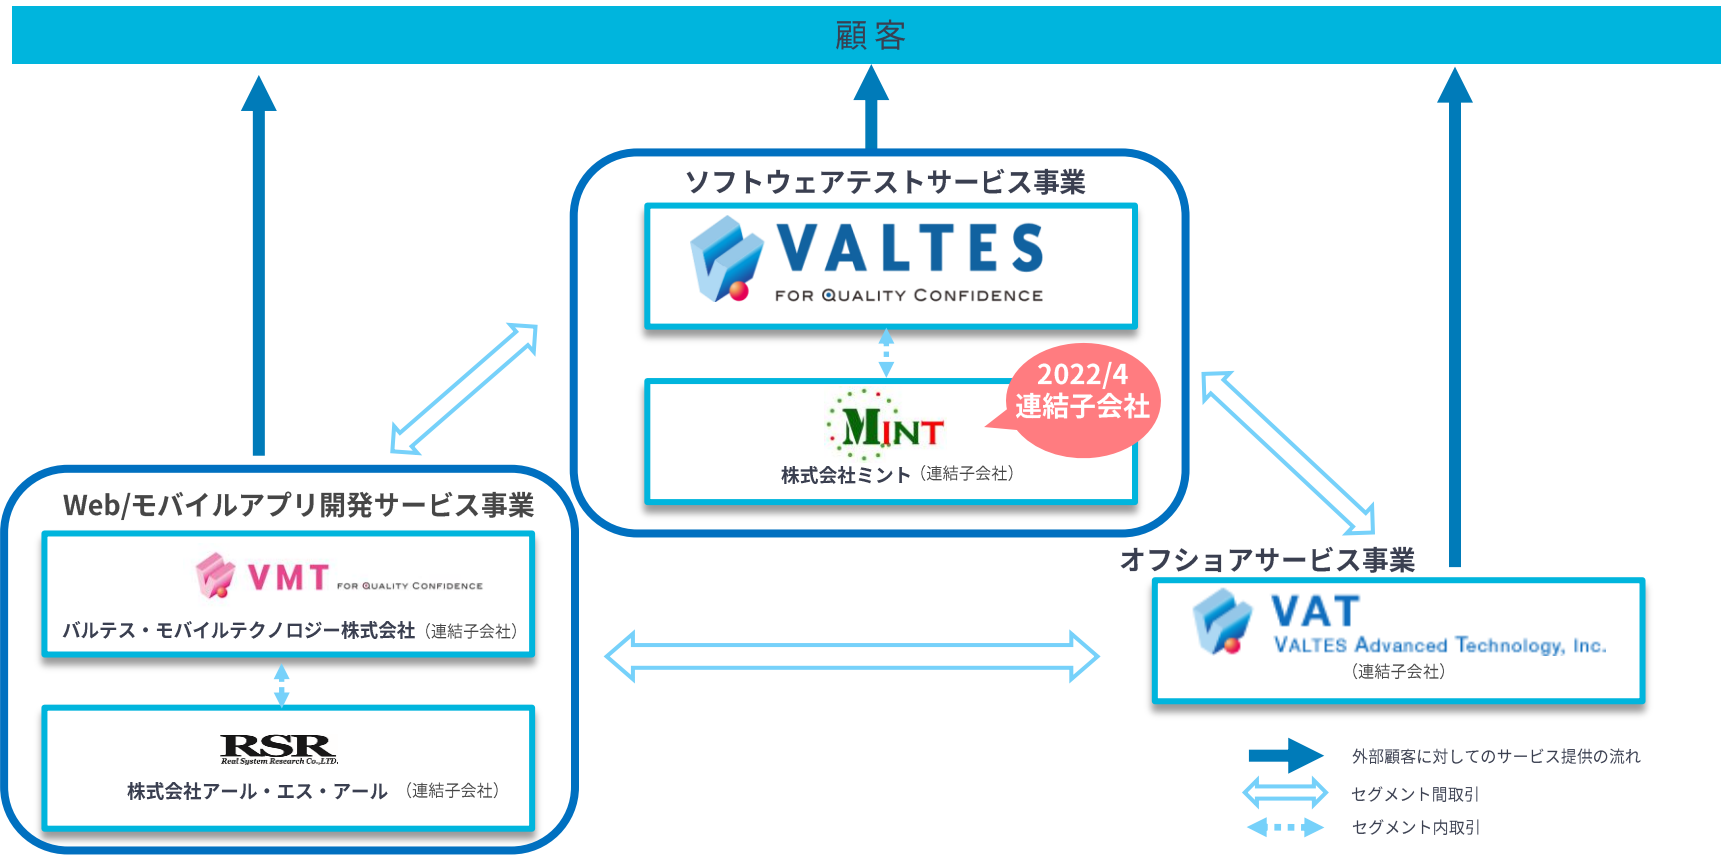 顧客
ソフトウェアテストサービス事業
VALTES
FOR QUALITY CONFIDENCE
2022/4
連結子会社
MINT
株式会社ミント（連結子会社）
Web/モバイルアプリ開発サービス事業
VMT FOR QUALITY CONFIDENCE
バルテス・モバイルテクノロジー株式会社（連結子会社）
RSR
Real System Research Co.,LTD.
株式会社アール・エス・アール （連結子会社）
オフショアサービス事業
VAT
VALTES Advanced Technology, Inc.
（連結子会社）
外部顧客に対してのサービス提供の流れ
セグメント間取引
セグメント内取引